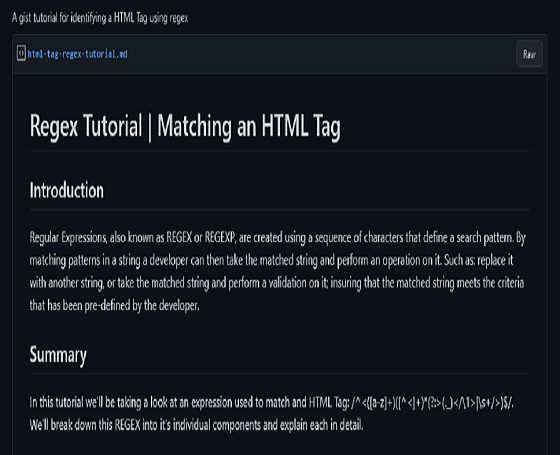 A gist tutorial for identifying a HTML Tag using regex
html-tag-regex-tutorial.md
Raw
Regex Tutorial | Matching an HTML Tag
Introduction
Regular Expressions, also known as REGEX or REGEXP, are created using a sequence of characters that define a search pattern. By
matching patterns in a string a developer can then take the matched string and perform an operation on it. Such as: replace it
with another string, or take the matched string and perform a validation on it; insuring that the matched string meets the criteria
that has been pre-defined by the developer.
Summary
In this tutorial we'll be taking a look at an expression used to match and HTML Tag: /^<([a-z]+)([^<]+)*(?:>(._)<\/\1>|\s+/>)$/.
We'll break down this REGEX into it's individual components and explain each in detail.